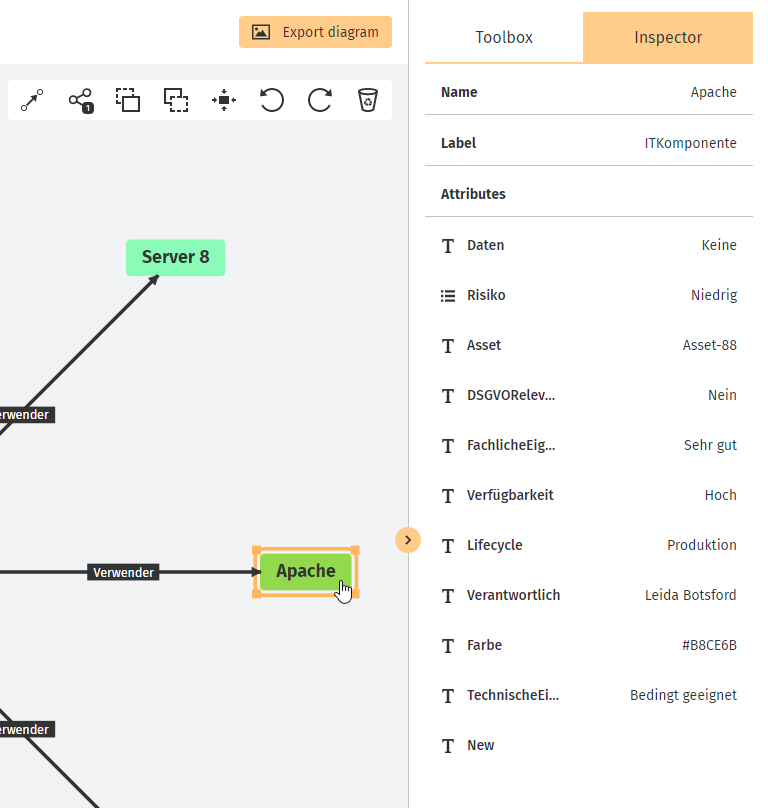 Export diagram
Toolbox
Inspector
1
Name Apache
Label ITKomponente
Attributes
Daten Keine
Risiko Niedrig
Asset Asset-88
DSGVORelev... Nein
FachlicheEig... Sehr gut
Verfügbarkeit Hoch
Lifecycle Produktion
Verantwortlich Leida Botsford
Farbe #B8CE6B
TechnischeEi... Bedingt geeignet
New
Server 8
erwender
Verwender
Apache
erwender